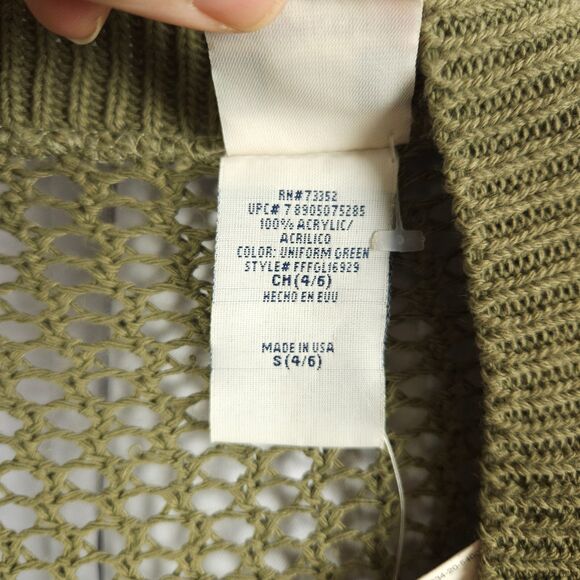 RN#73352
UPC# 7 8905075285
100% ACRYLIC/
ACRILICO
COLOR: UNIFORM GREEN
STYLE# FFFGL16929
CH(4/6)
HECHO EN EUU
MADE IN USA
S(4/6)